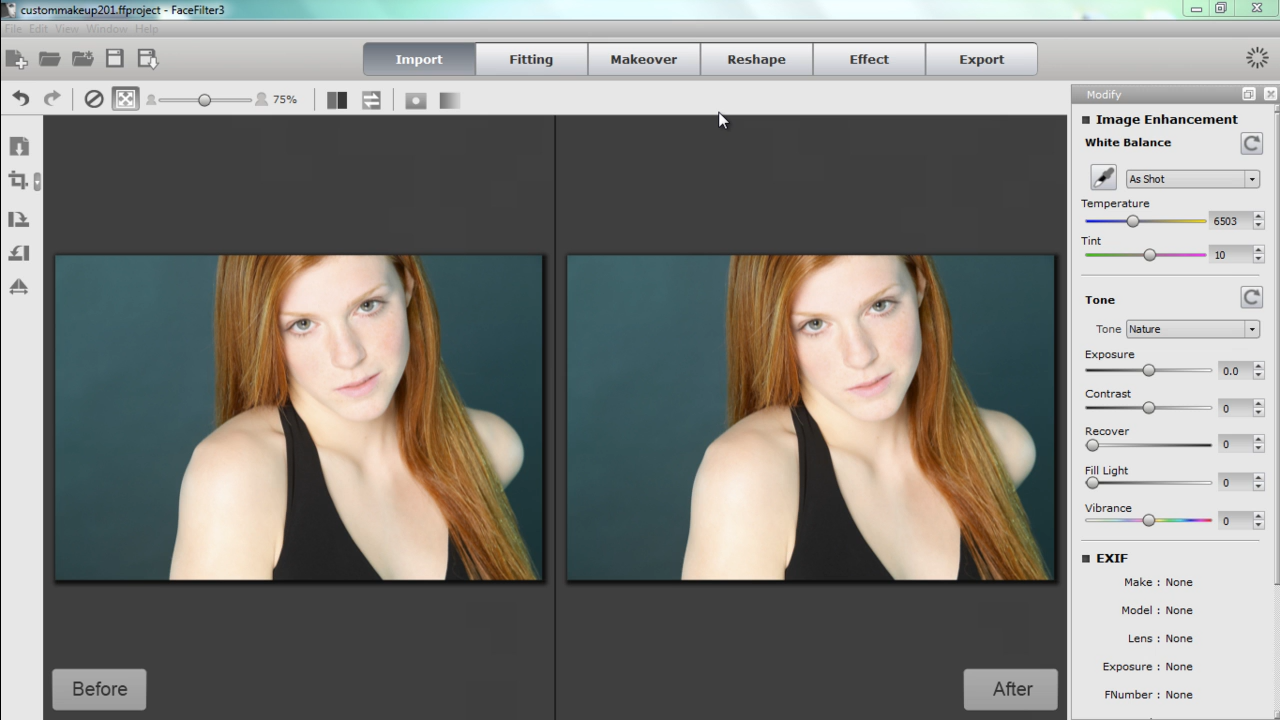 custommakeup201.ffproject - FaceFilter3
File Edit View Window Help
Import Fitting Makeover Reshape Effect Export
75%
Modify
Image Enhancement
White Balance
As Shot
Temperature
6503
Tint
10
Tone
Tone Nature
Exposure
0.0
Contrast
0
Recover
0
Fill Light
0
Vibrance
0
EXIF
Make : None
Model : None
Lens : None
Exposure : None
FNumber : None
Before
After